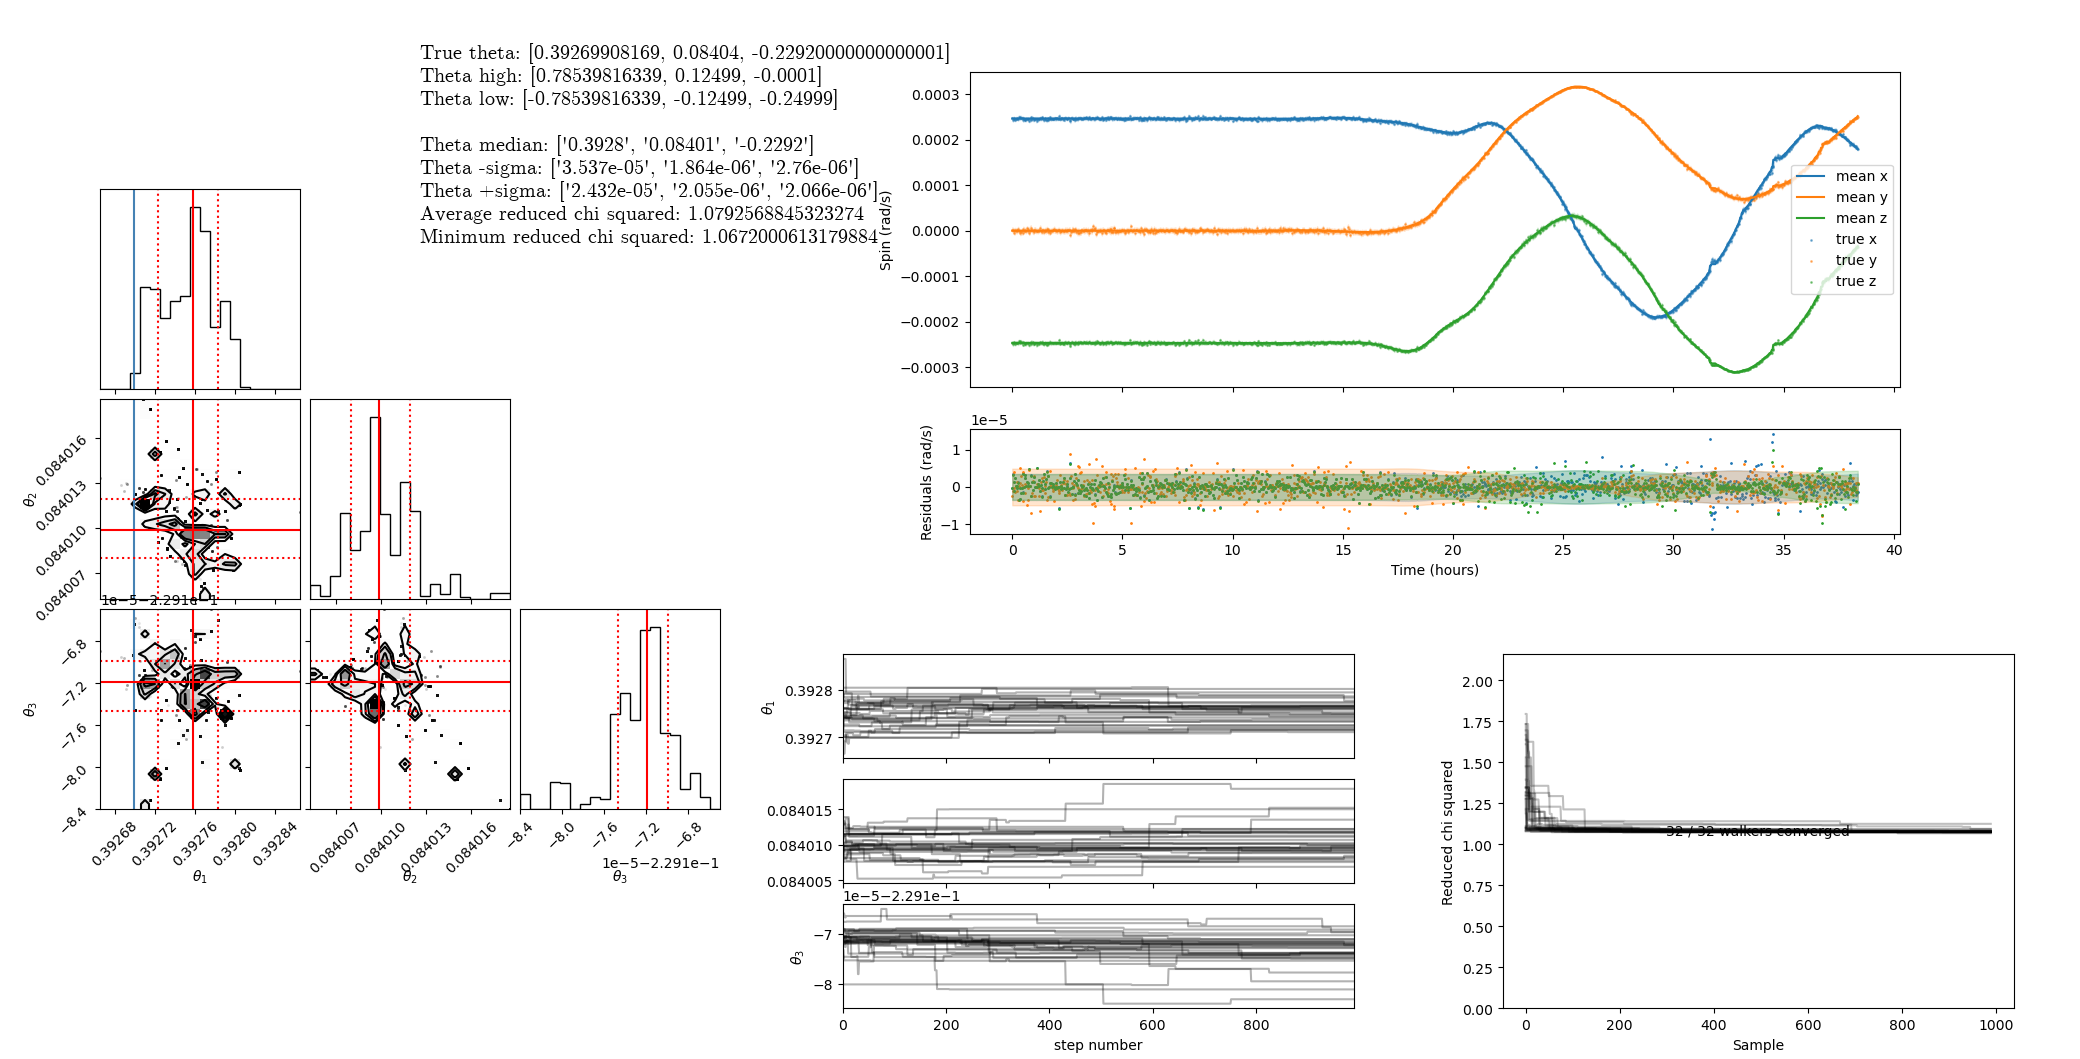 True theta: [0.39269908169, 0.08404, -0.22920000000000001]
Theta high: [0.78539816339, 0.12499, -0.0001]
Theta low: [-0.78539816339, -0.12499, -0.24999]
Theta median: ['0.3928', '0.08401', '-0.2292']
Theta -sigma: ['3.537e-05', '1.864e-06', '2.76e-06']
Theta +sigma: ['2.432e-05', '2.055e-06', '2.066e-06']
Average reduced chi squared: 1.0792568845323274
Minimum reduced chi squared: 1.0672000613179884
Spin (rad/s)
0.0003
0.0002
0.0001
0.0000
−0.0001
−0.0002
−0.0003
mean x
mean y
mean z
true x
true y
true z
1e−5
Residuals (rad/s)
1
0
−1
0 5 10 15 20 25 30 35 40
Time (hours)
θ2
0.084016
0.084013
0.084010
0.084007
1e−5−2.291e−1
θ3
−6.8
−7.2
−7.6
−8.0
−8.4
0.39268 0.39272 0.39276 0.39280 0.39284
θ1
0.084007 0.084010 0.084013 0.084016
θ2
−8.4 −8.0 −7.6 −7.2 −6.8
1e−5−2.291e−1
θ3
θ1
0.3928
0.3927
0.084015
0.084010
0.084005
1e−5−2.291e−1
θ3
−7
−8
0 200 400 600 800
step number
Reduced chi squared
2.00
1.75
1.50
1.25
1.00
0.75
0.50
0.25
0.00
32 / 32 walkers converged
0 200 400 600 800 1000
Sample